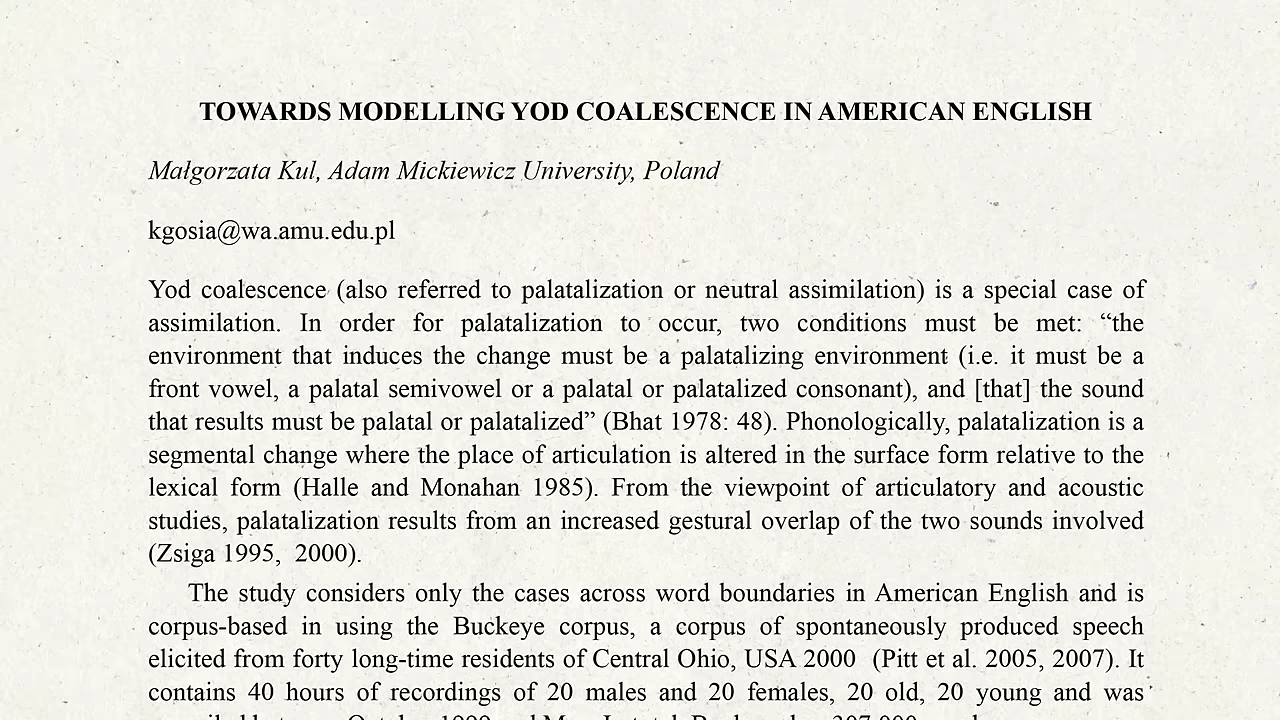 TOWARDS MODELLING YOD COALESCENCE IN AMERICAN ENGLISH
Małgorzata Kul, Adam Mickiewicz University, Poland
kgosia@wa.amu.edu.pl
Yod coalescence (also referred to palatalization or neutral assimilation) is a special case of
assimilation. In order for palatalization to occur, two conditions must be met: “the
environment that induces the change must be a palatalizing environment (i.e. it must be a
front vowel, a palatal semivowel or a palatal or palatalized consonant), and [that] the sound
that results must be palatal or palatalized” (Bhat 1978: 48). Phonologically, palatalization is a
segmental change where the place of articulation is altered in the surface form relative to the
lexical form (Halle and Monahan 1985). From the viewpoint of articulatory and acoustic
studies, palatalization results from an increased gestural overlap of the two sounds involved
(Zsiga 1995, 2000).
The study considers only the cases across word boundaries in American English and is
corpus-based in using the Buckeye corpus, a corpus of spontaneously produced speech
elicited from forty long-time residents of Central Ohio, USA 2000 (Pitt et al. 2005, 2007). It
contains 40 hours of recordings of 20 males and 20 females, 20 old, 20 young and was